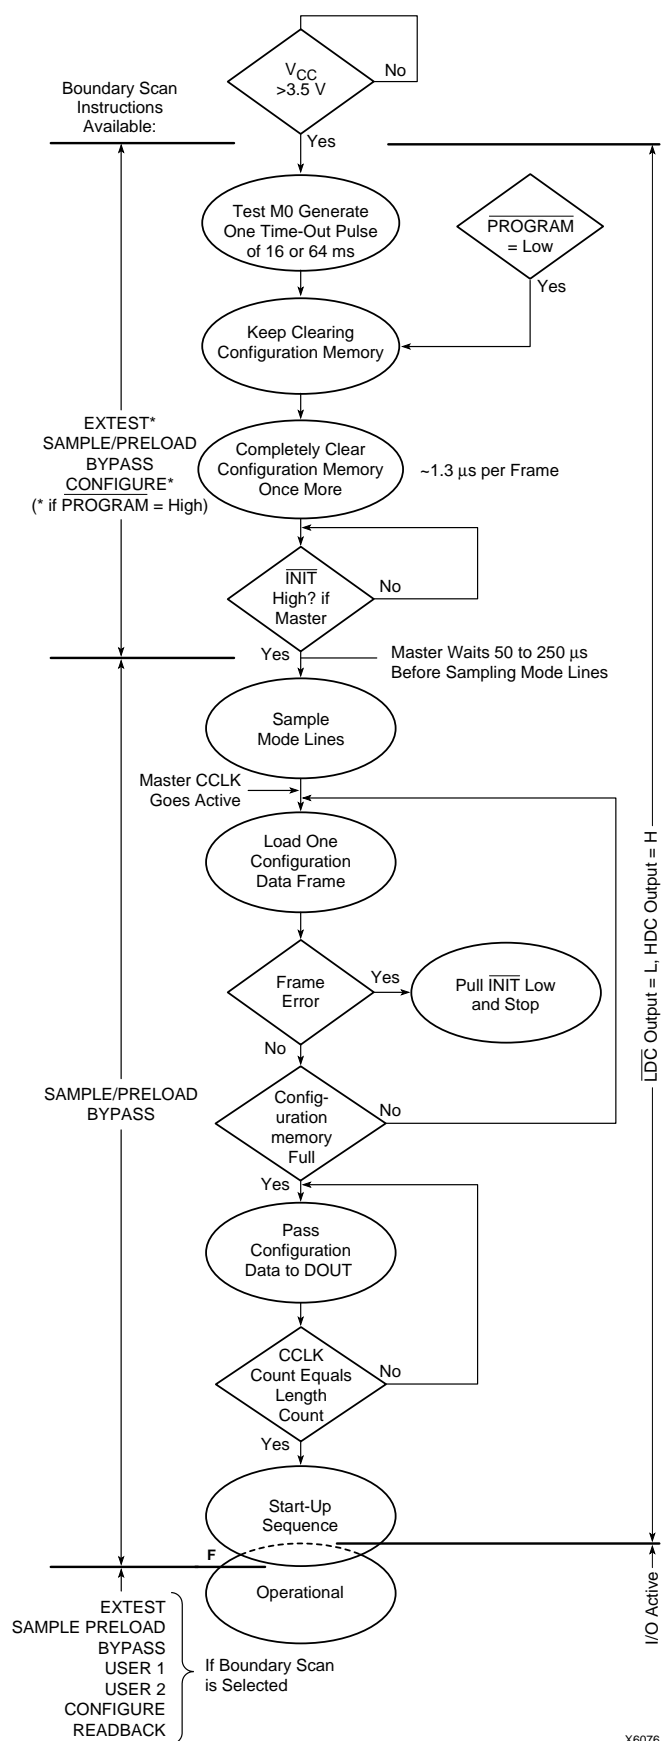 V_CC
>3.5 V
No
Boundary Scan
Instructions
Available:
Yes
Test M0 Generate
One Time-Out Pulse
of 16 or 64 ms
PROGRAM
= Low
Yes
Keep Clearing
Configuration Memory
EXTEST*
SAMPLE/PRELOAD
BYPASS
CONFIGURE*
(* if PROGRAM = High)
Completely Clear
Configuration Memory
Once More
~1.3 µs per Frame
INIT
High? if
Master
No
Yes
Master Waits 50 to 250 µs
Before Sampling Mode Lines
Sample
Mode Lines
Master CCLK
Goes Active
Load One
Configuration
Data Frame
LDC Output = L, HDC Output = H
Frame
Error
Yes
Pull INIT Low
and Stop
No
SAMPLE/PRELOAD
BYPASS
Config-
uration
memory
Full
No
Yes
Pass
Configuration
Data to DOUT
CCLK
Count Equals
Length
Count
No
Yes
Start-Up
Sequence
F
Operational
I/O Active
EXTEST
SAMPLE PRELOAD
BYPASS
USER 1
USER 2
CONFIGURE
READBACK
If Boundary Scan
is Selected
X6076